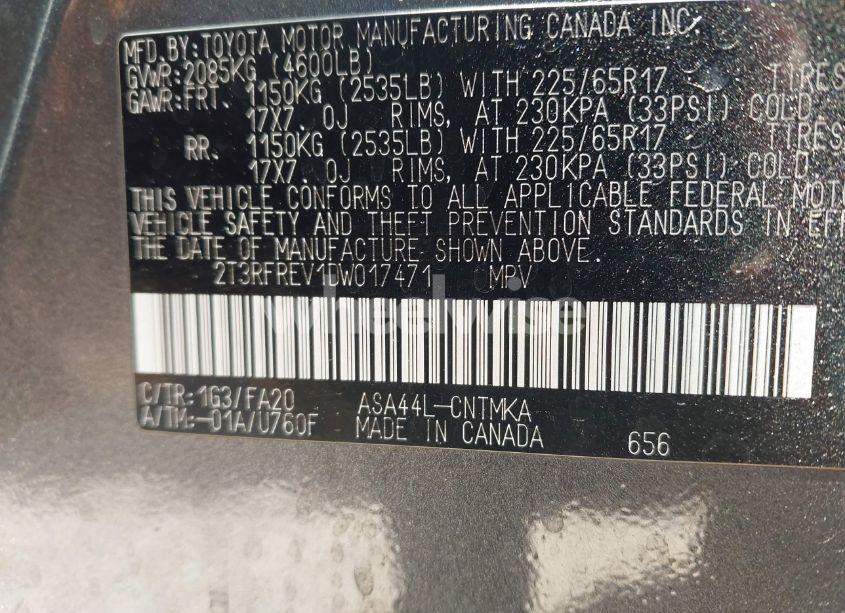 MFD. BY: TOYOTA MOTOR MANUFACTURING CANADA INC.
GVWR: 2085KG (4600LB)
GAWR: FRT. 1150KG (2535LB) WITH 225/65R17 TIRES
17X7. 0J RIMS, AT 230KPA (33PSI) COLD
RR. 1150KG (2535LB) WITH 225/65R17 TIRES
17X7. 0J RIMS, AT 230KPA (33PSI) COLD
THIS VEHICLE CONFORMS TO ALL APPLICABLE FEDERAL
VEHICLE SAFETY AND THEFT PREVENTION STANDARDS IN
THE DATE OF MANUFACTURE SHOWN ABOVE.
2T3RFREV1DW017471 MPV
wheelwise
C/TR: 1G3/FA20 ASA44L-CNTMKA
A/TM:-01A/U760F MADE IN CANADA 656